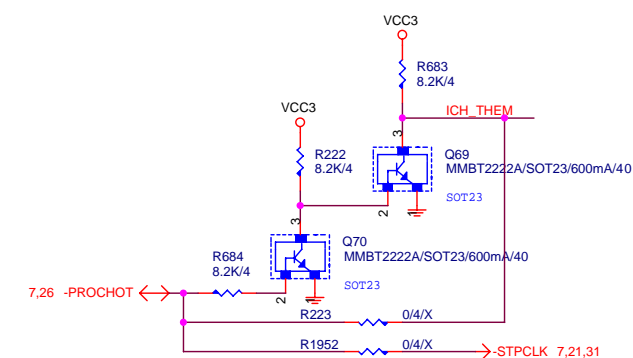 VCC3
R683
8.2K/4
ICH_THEM
VCC3
3
R222
8.2K/4
Q69
MMBT2222A/SOT23/600mA/40
SOT23
2
1
3
Q70
MMBT2222A/SOT23/600mA/40
R684
8.2K/4
SOT23
7,26 -PROCHOT
2
1
R223 0/4/X
R1952 0/4/X
-STPCLK 7,21,31